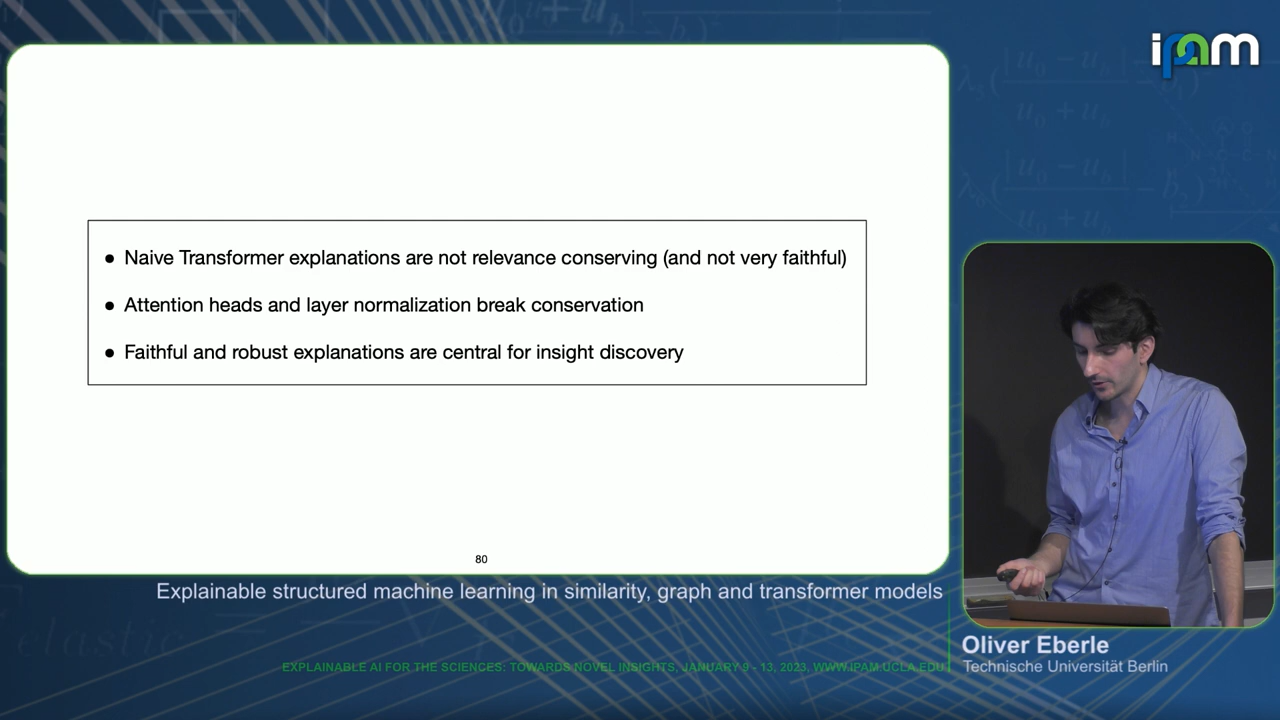 ipam
● Naive Transformer explanations are not relevance conserving (and not very faithful)
● Attention heads and layer normalization break conservation
● Faithful and robust explanations are central for insight discovery
80
Explainable structured machine learning in similarity, graph and transformer models
Oliver Eberle
Technische Universität Berlin
EXPLAINABLE AI FOR THE SCIENCES: TOWARDS NOVEL INSIGHTS, JANUARY 9 - 13, 2023, WWW.IPAM.UCLA.EDU
elastic